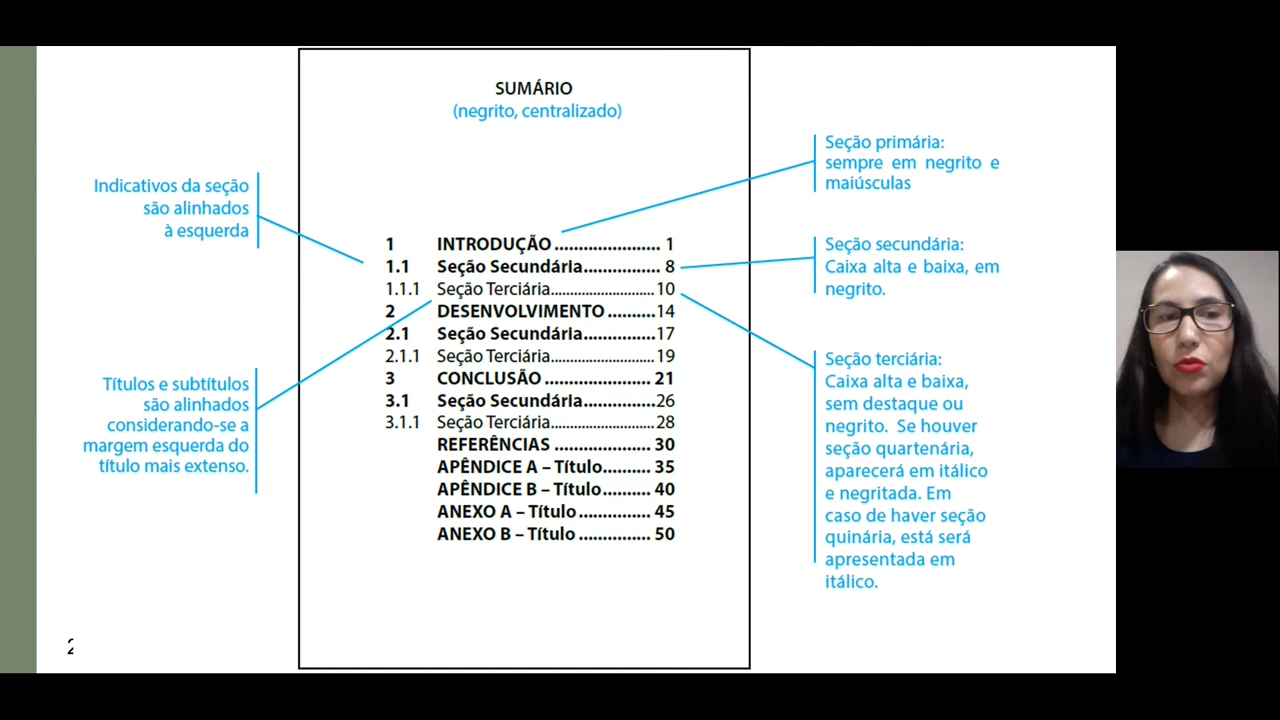 SUMÁRIO
(negrito, centralizado)
Indicativos da seção
são alinhados
à esquerda
Títulos e subtítulos
são alinhados
considerando-se a
margem esquerda do
título mais extenso.
1 INTRODUÇÃO ...................... 1
1.1 Seção Secundária................ 8
1.1.1 Seção Terciária.......................... 10
2 DESENVOLVIMENTO ..........14
2.1 Seção Secundária...............17
2.1.1 Seção Terciária.......................... 19
3 CONCLUSÃO ...................... 21
3.1 Seção Secundária...............26
3.1.1 Seção Terciária.......................... 28
REFERÊNCIAS .................... 30
APÊNDICE A – Título.......... 35
APÊNDICE B – Título.......... 40
ANEXO A – Título ............... 45
ANEXO B – Título ............... 50
Seção primária:
sempre em negrito e
maiúsculas
Seção secundária:
Caixa alta e baixa, em
negrito.
Seção terciária:
Caixa alta e baixa,
sem destaque ou
negrito. Se houver
seção quartenária,
aparecerá em itálico
e negritada. Em
caso de haver seção
quinária, está será
apresentada em
itálico.